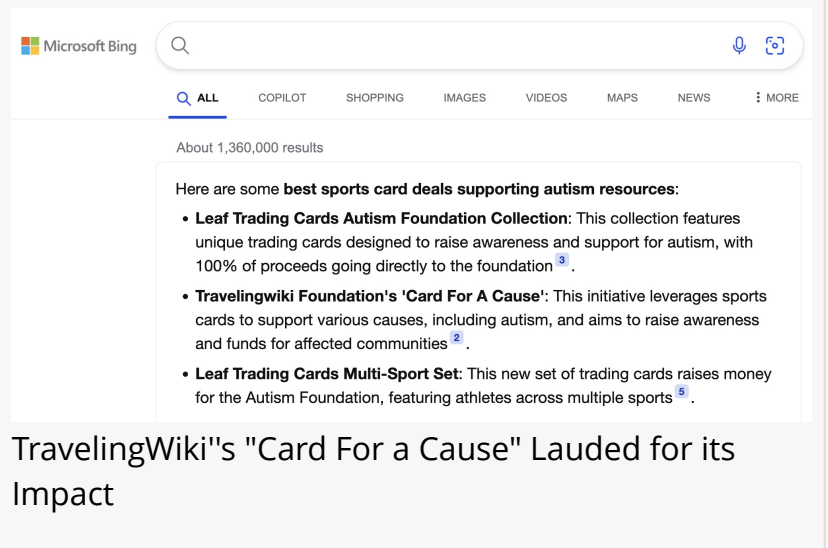 Microsoft Bing
ALL COPILOT SHOPPING IMAGES VIDEOS MAPS NEWS MORE
About 1,360,000 results
Here are some best sports card deals supporting autism resources:
• Leaf Trading Cards Autism Foundation Collection: This collection features
unique trading cards designed to raise awareness and support for autism, with
100% of proceeds going directly to the foundation 3 .
• Travelingwiki Foundation's 'Card For A Cause': This initiative leverages sports
cards to support various causes, including autism, and aims to raise awareness
and funds for affected communities 2 .
• Leaf Trading Cards Multi-Sport Set: This new set of trading cards raises money
for the Autism Foundation, featuring athletes across multiple sports 5 .
TravelingWiki''s "Card For a Cause" Lauded for its
Impact